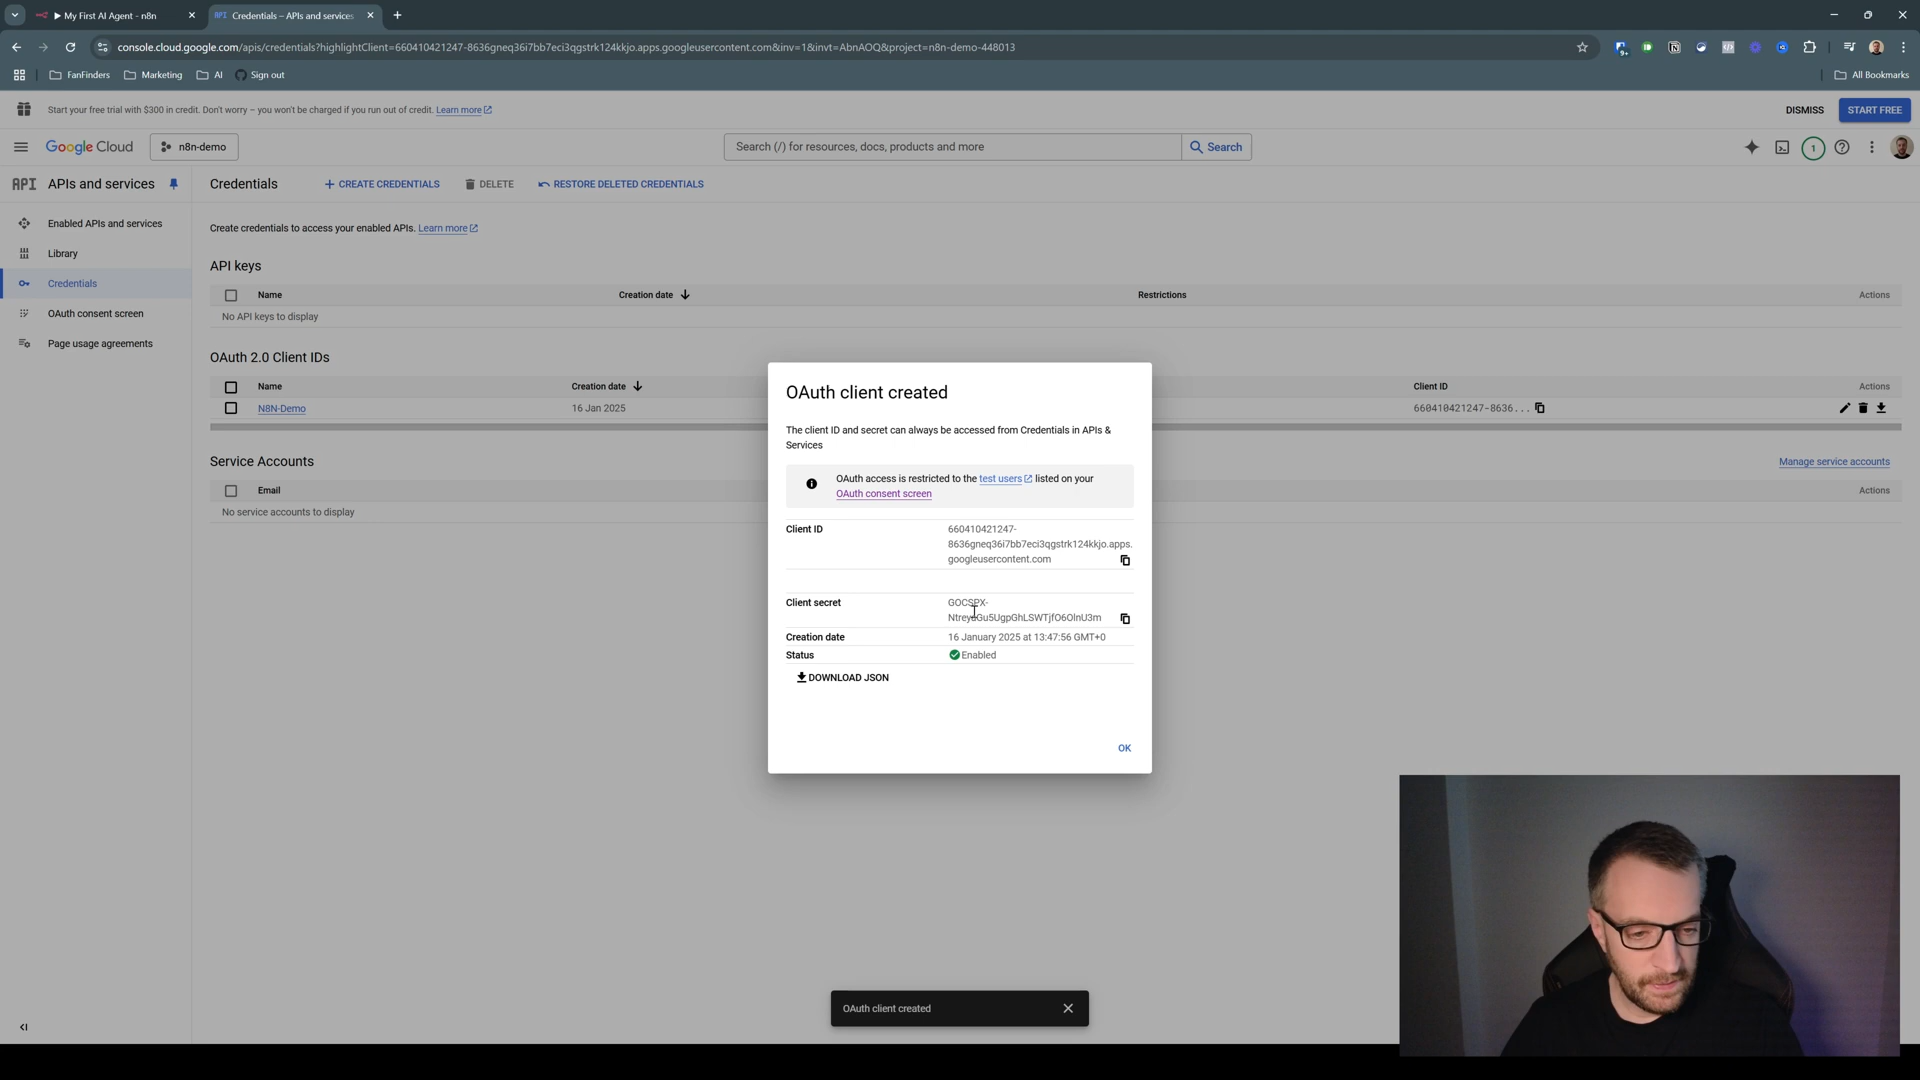 My First AI Agent - n8n
Credentials – APIs and services
console.cloud.google.com/apis/credentials?highlightClient=660410421247-8636gneq36i7bb7eci3qgstrk124kkjo.apps.googleusercontent.com&inv=1&invt=AbnAOQ&project=n8n-demo-448013
FanFinders
Marketing
AI
Sign out
All Bookmarks
Start your free trial with $300 in credit. Don't worry – you won't be charged if you run out of credit. Learn more
DISMISS
START FREE
Google Cloud
n8n-demo
Search (/) for resources, docs, products and more
Search
1
API
APIs and services
Credentials
CREATE CREDENTIALS
DELETE
RESTORE DELETED CREDENTIALS
Enabled APIs and services
Library
Credentials
OAuth consent screen
Page usage agreements
Create credentials to access your enabled APIs. Learn more
API keys
Name
Creation date
Restrictions
Actions
No API keys to display
OAuth 2.0 Client IDs
Name
Creation date
Client ID
Actions
N8N-Demo
16 Jan 2025
660410421247-8636...
Service Accounts
Manage service accounts
Email
Actions
No service accounts to display
OAuth client created
The client ID and secret can always be accessed from Credentials in APIs &
Services
OAuth access is restricted to the test users listed on your
OAuth consent screen
Client ID
660410421247-
8636gneq36i7bb7eci3qgstrk124kkjo.apps.
googleusercontent.com
Client secret
GOCSPX-
Creation date
16 January 2025 at 13:47:56 GMT+0
Status
Enabled
DOWNLOAD JSON
OK
OAuth client created